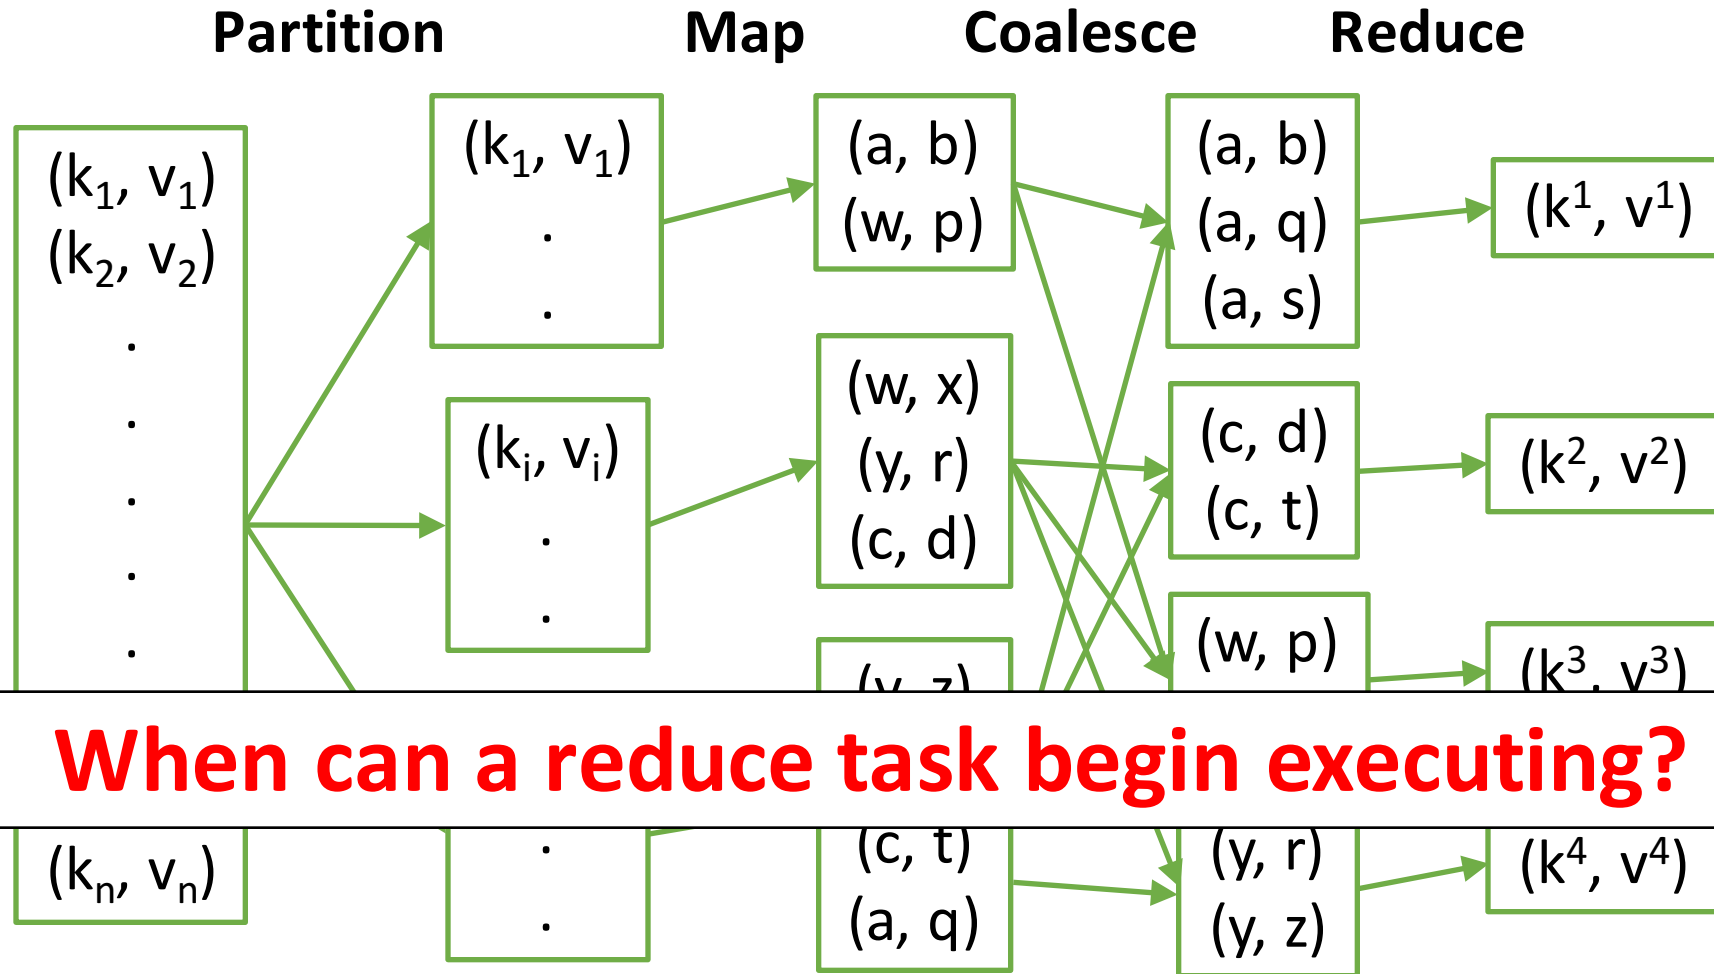 Partition Map Coalesce Reduce
(k₁, v₁)
(k₂, v₂)
.
.
.
.
.
(kₙ, vₙ)
(k₁, v₁)
.
.
(kᵢ, vᵢ)
.
.
.
.
(a, b)
(w, p)
(w, x)
(y, r)
(c, d)
(y, z)
(c, t)
(a, q)
(a, b)
(a, q)
(a, s)
(c, d)
(c, t)
(w, p)
(y, r)
(y, z)
(k¹, v¹)
(k², v²)
(k³, v³)
(k⁴, v⁴)
When can a reduce task begin executing?